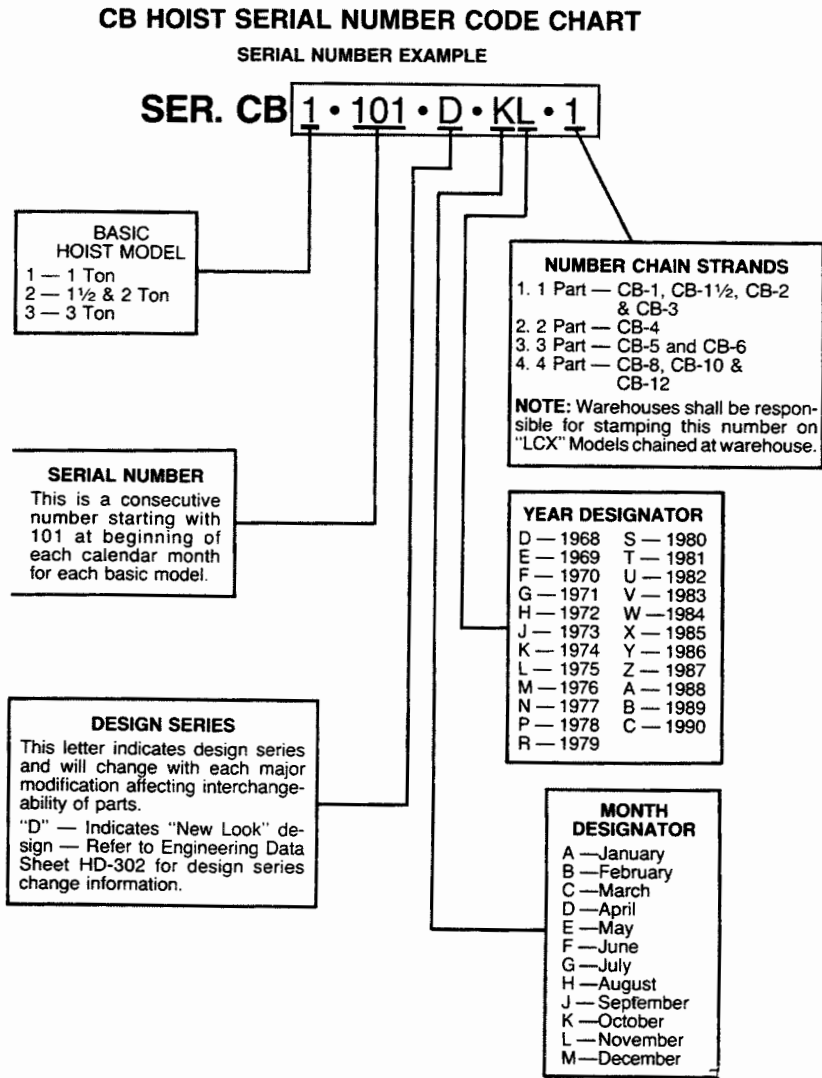 CB HOIST SERIAL NUMBER CODE CHART
SERIAL NUMBER EXAMPLE
SER. CB 1 • 101 • D • KL • 1
BASIC
HOIST MODEL
1 — 1 Ton
2 — 1½ & 2 Ton
3 — 3 Ton
NUMBER CHAIN STRANDS
1. 1 Part — CB-1, CB-1½, CB-2
& CB-3
2. 2 Part — CB-4
3. 3 Part — CB-5 and CB-6
4. 4 Part — CB-8, CB-10 &
CB-12
NOTE: Warehouses shall be respon-
sible for stamping this number on
"LCX" Models chained at warehouse.
SERIAL NUMBER
This is a consecutive
number starting with
101 at beginning of
each calendar month
for each basic model.
YEAR DESIGNATOR
D — 1968 S — 1980
E — 1969 T — 1981
F — 1970 U — 1982
G — 1971 V — 1983
H — 1972 W — 1984
J — 1973 X — 1985
K — 1974 Y — 1986
L — 1975 Z — 1987
M — 1976 A — 1988
N — 1977 B — 1989
P — 1978 C — 1990
R — 1979
DESIGN SERIES
This letter indicates design series
and will change with each major
modification affecting interchange-
ability of parts.
"D" — Indicates "New Look" de-
sign — Refer to Engineering Data
Sheet HD-302 for design series
change information.
MONTH
DESIGNATOR
A —January
B —February
C —March
D —April
E —May
F —June
G —July
H —August
J —September
K —October
L —November
M —December